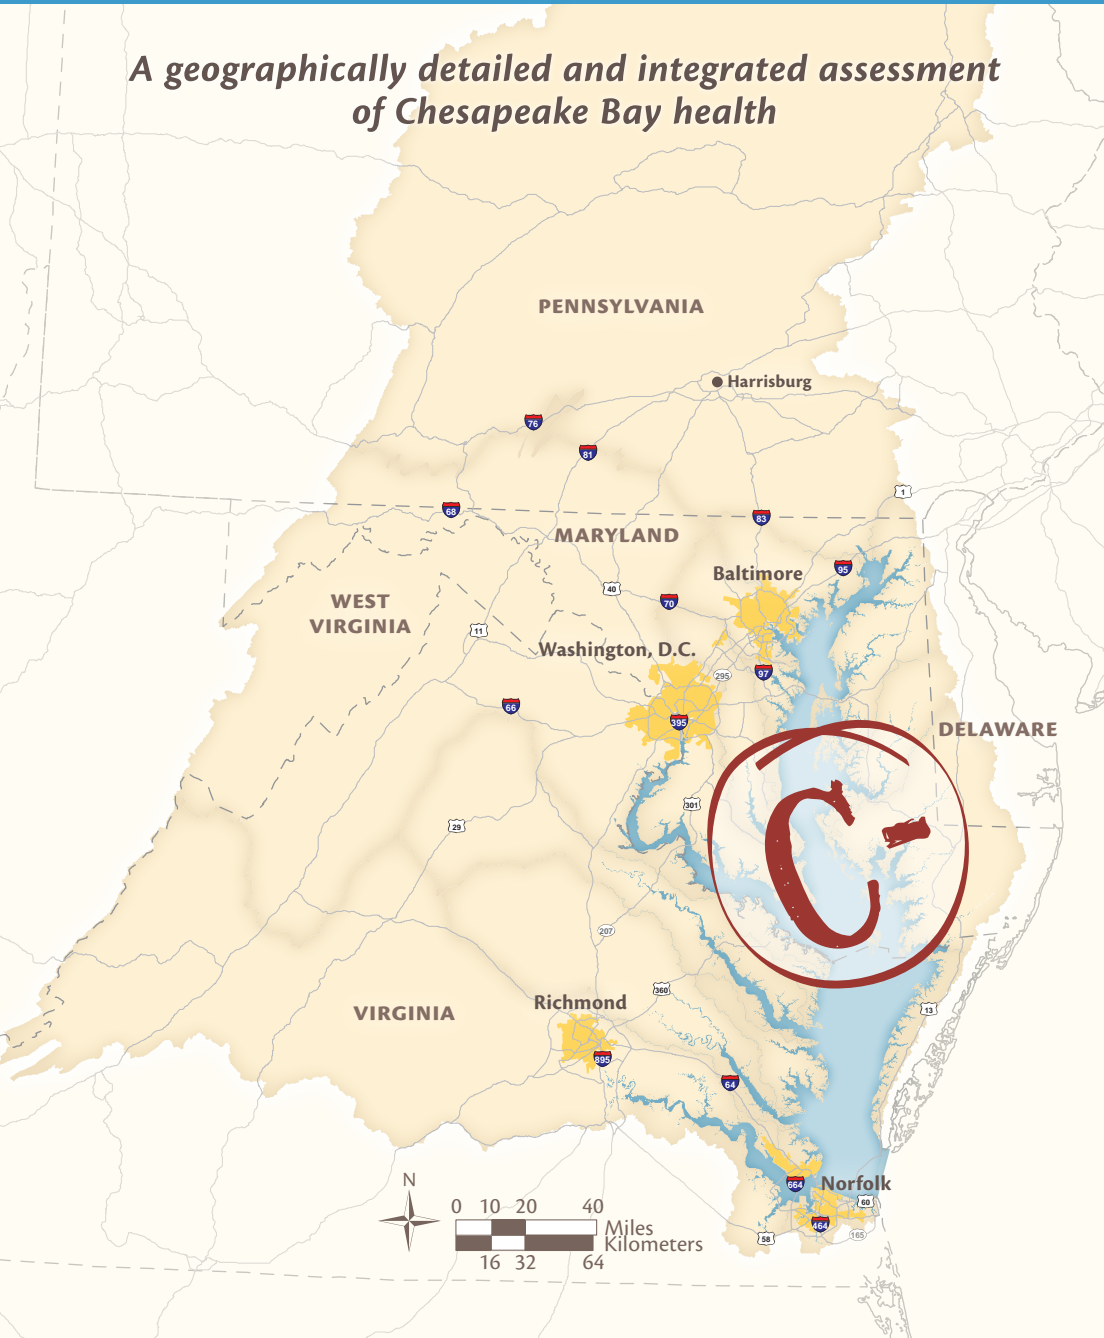 A geographically detailed and integrated assessment
of Chesapeake Bay health
PENNSYLVANIA
Harrisburg
76
81
1
68
83
MARYLAND
95
Baltimore
40
70
WEST
VIRGINIA
11
Washington, D.C.
97
295
66
395
DELAWARE
301
29
C-
207
360
Richmond
VIRGINIA
13
895
64
N
664
Norfolk
60
464
165
58
0 10 20 40
Miles
Kilometers
16 32 64